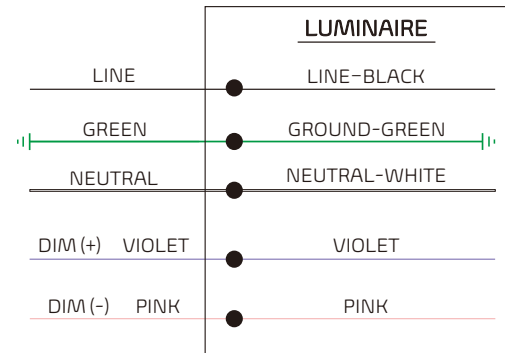 LUMINAIRE
LINE LINE-BLACK
GREEN GROUND-GREEN
NEUTRAL NEUTRAL-WHITE
DIM (+) VIOLET VIOLET
DIM (-) PINK PINK